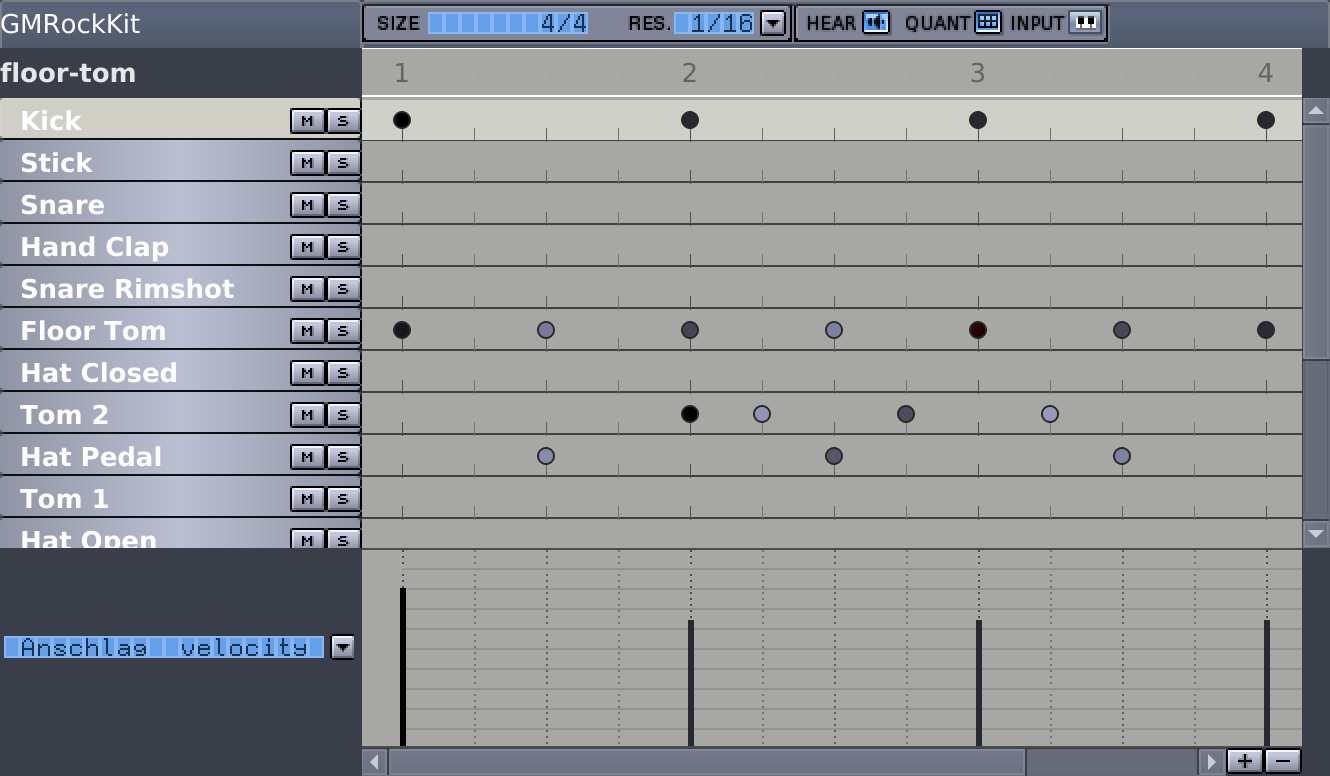 GMRockKit SIZE 4/4 RES. 1/16 HEAR QUANT INPUT
floor-tom 1 2 3 4
Kick M S
Stick M S
Snare M S
Hand Clap M S
Snare Rimshot M S
Floor Tom M S
Hat Closed M S
Tom 2 M S
Hat Pedal M S
Tom 1 M S
Hat Open
Anschlag velocity
+ −